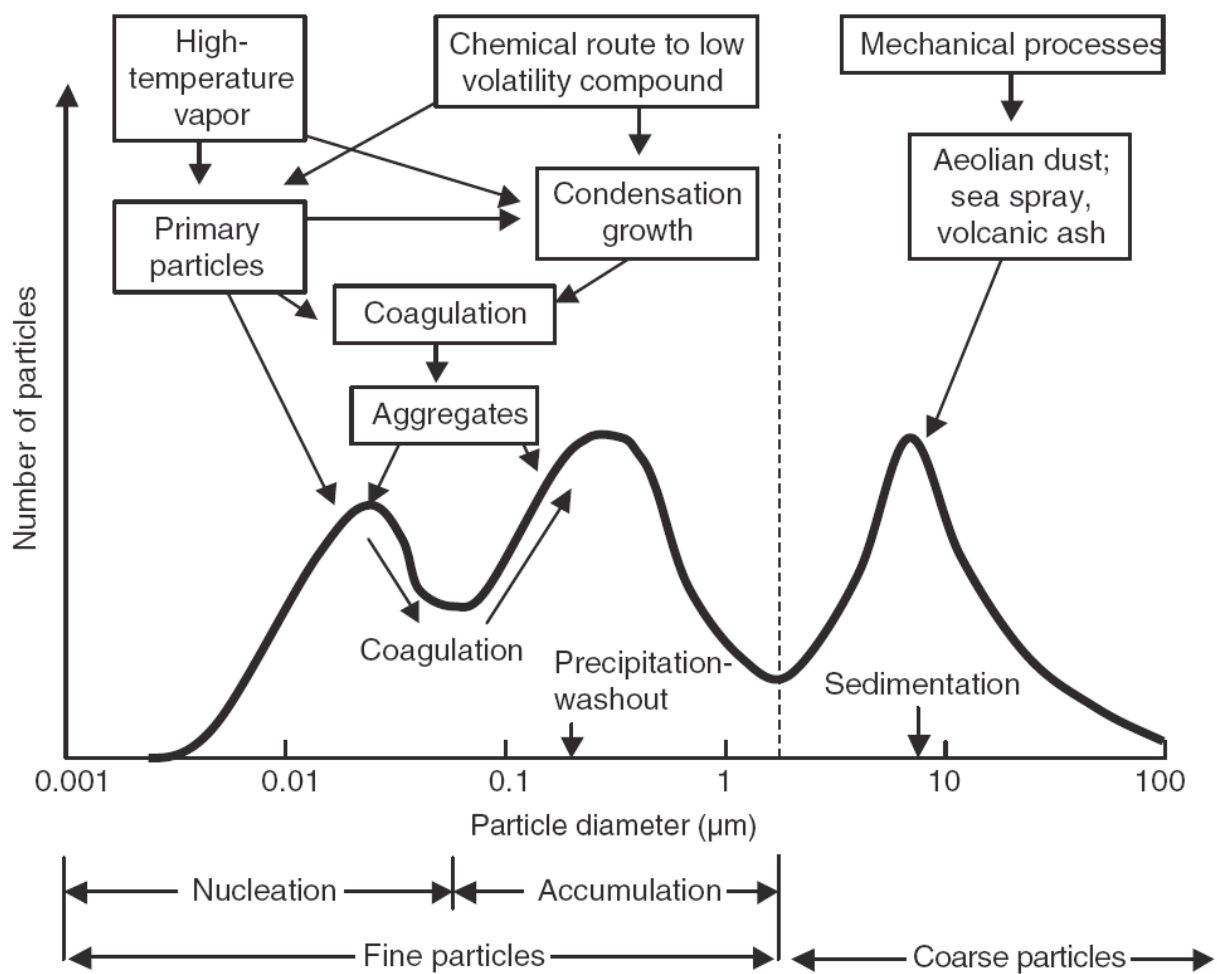 High-
temperature
vapor
Chemical route to low
volatility compound
Mechanical processes
Primary
particles
Condensation
growth
Aeolian dust;
sea spray,
volcanic ash
Coagulation
Aggregates
Number of particles
Coagulation
Precipitation-
washout
Sedimentation
0.001
0.01
0.1
1
10
100
Particle diameter (μm)
Nucleation
Accumulation
Fine particles
Coarse particles